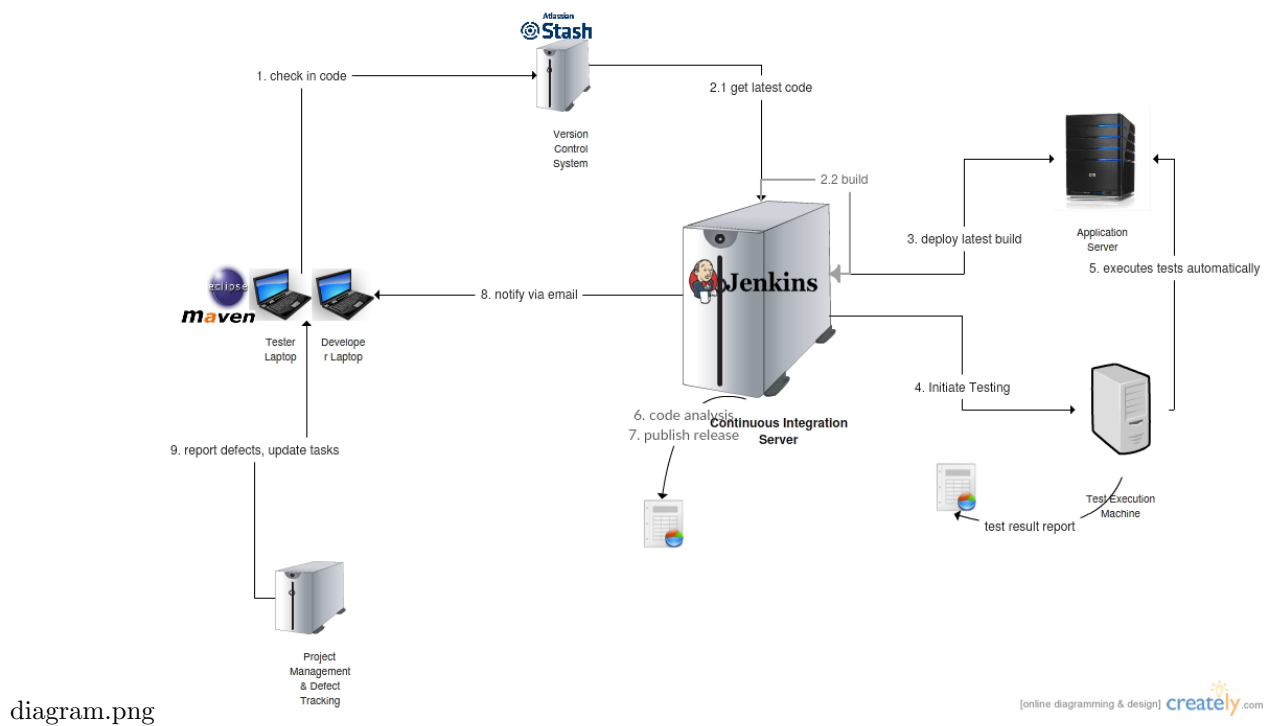 Atlassian
Stash
1. check in code
2.1 get latest code
Version
Control
System
2.2 build
3. deploy latest build
Application
Server
5. executes tests automatically
eclipse
maven
Jenkins
8. notify via email
Tester
Laptop
Develope
r Laptop
4. Initiate Testing
6. code analysis
7. publish release
Continuous Integration
Server
9. report defects, update tasks
Test Execution
Machine
test result report
Project
Management
& Defect
Tracking
[online diagramming & design] creately.com
diagram.png